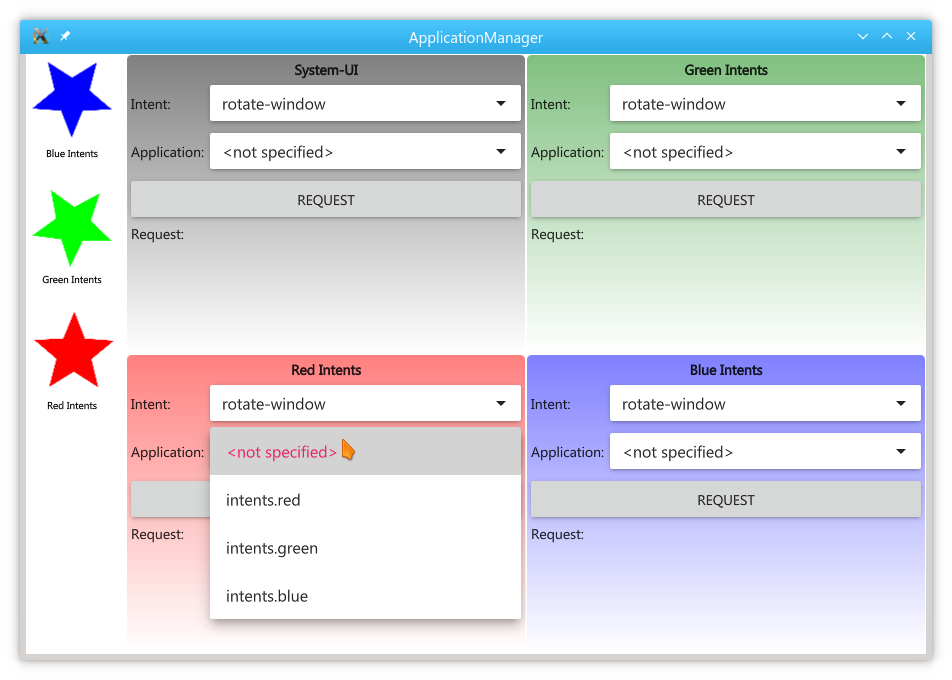 ApplicationManager
Blue Intents
Green Intents
Red Intents
System-UI
Intent: rotate-window
Application: <not specified>
REQUEST
Request:
Green Intents
Intent: rotate-window
Application: <not specified>
REQUEST
Request:
Red Intents
Intent: rotate-window
Application: <not specified>
intents.red
Request:
intents.green
intents.blue
Blue Intents
Intent: rotate-window
Application: <not specified>
REQUEST
Request: